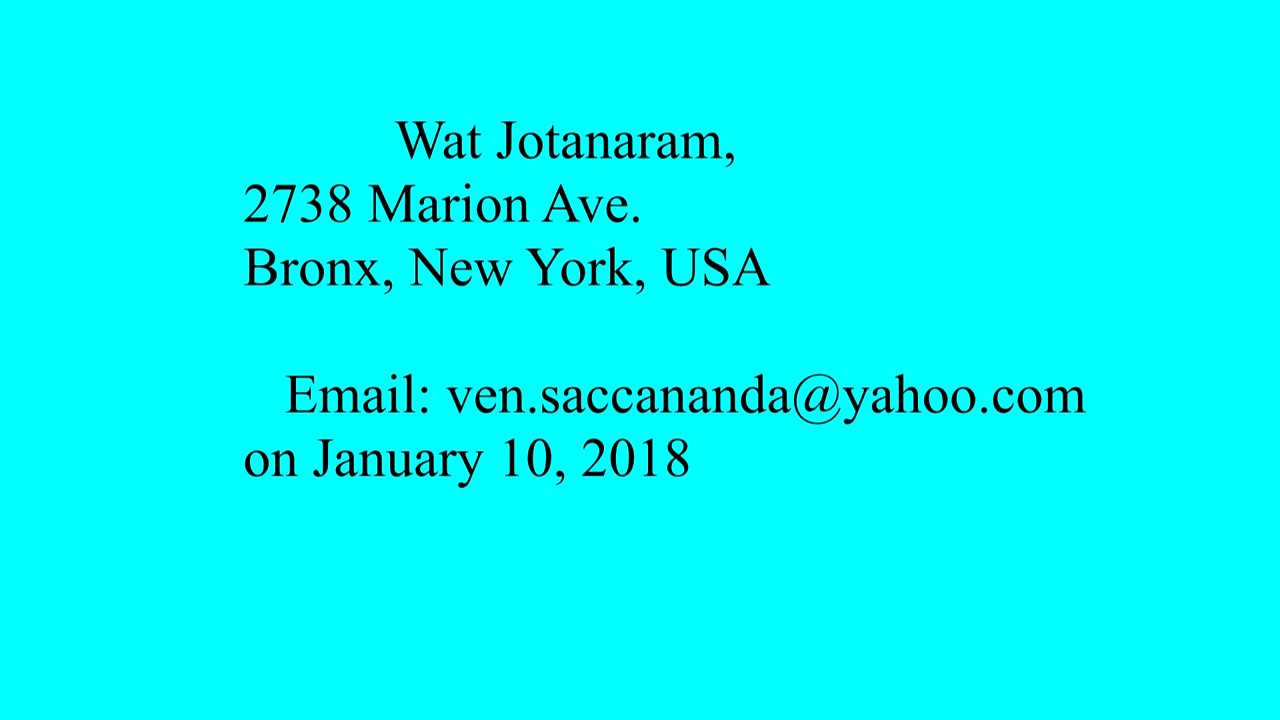 Wat Jotanaram,
2738 Marion Ave.
Bronx, New York, USA
Email: ven.saccananda@yahoo.com
on January 10, 2018